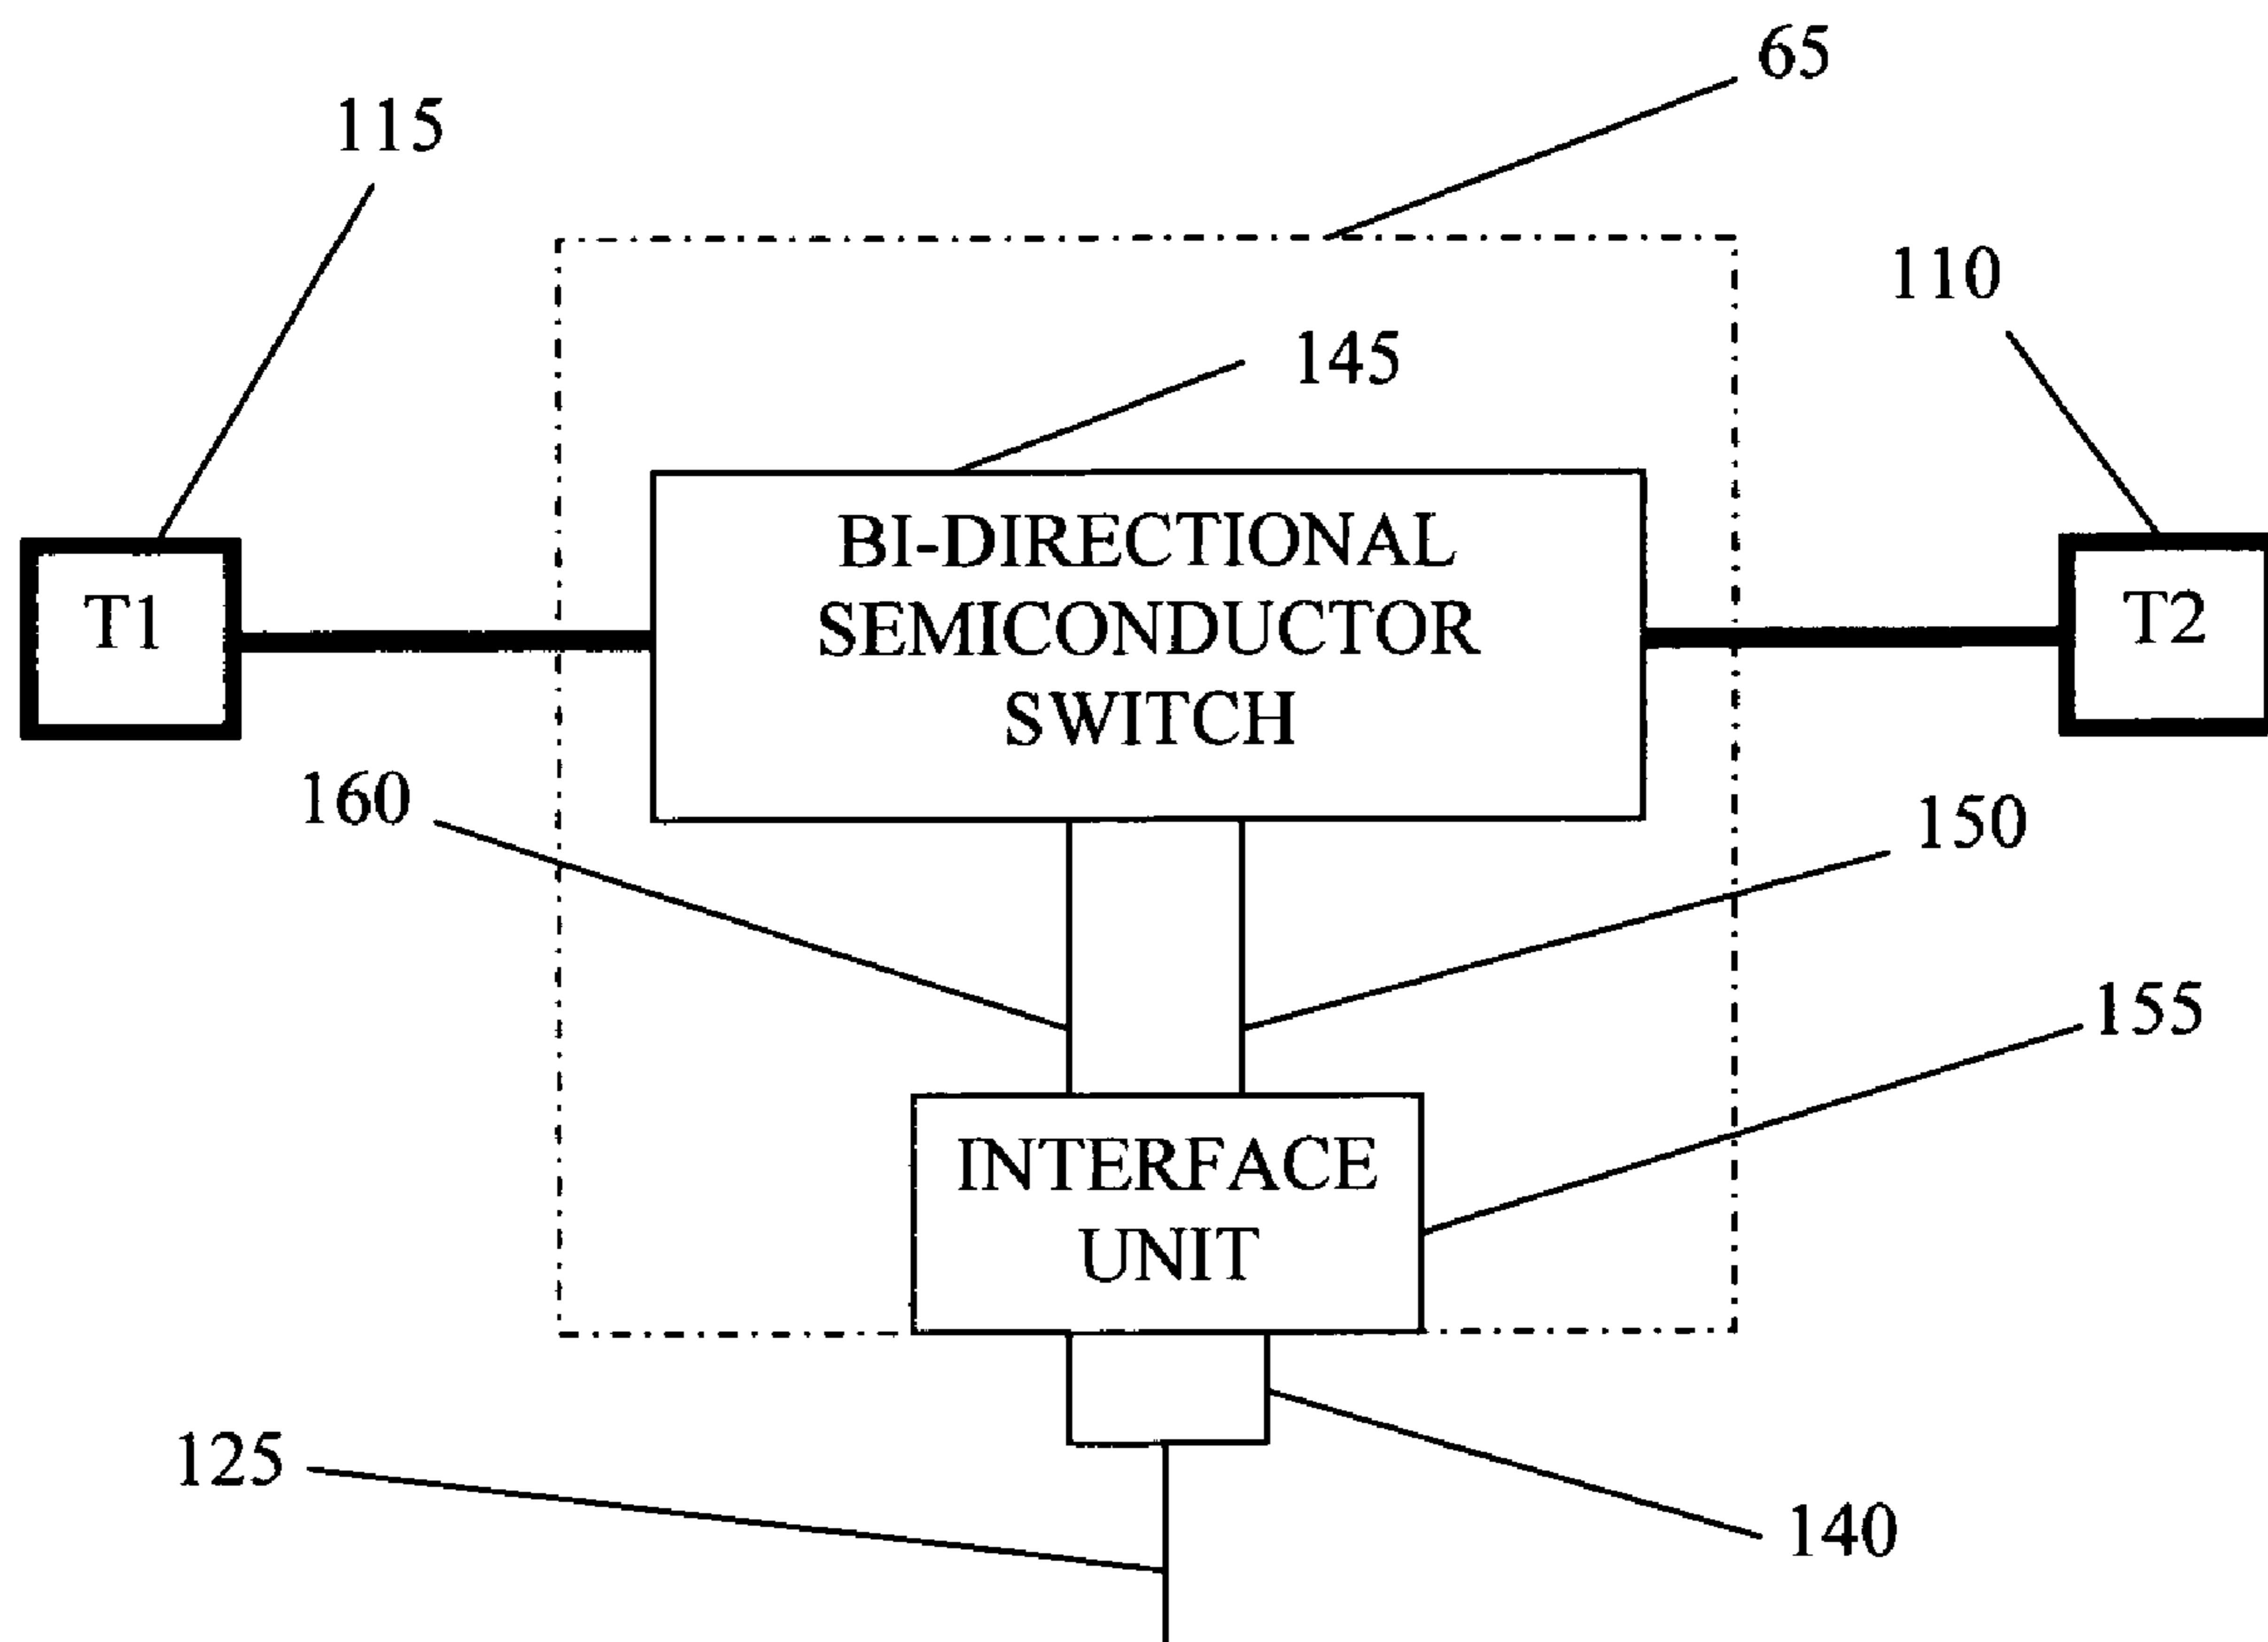 65
115
110
145
BI-DIRECTIONAL
SEMICONDUCTOR
SWITCH
T1
T2
160
150
155
INTERFACE
UNIT
125
140